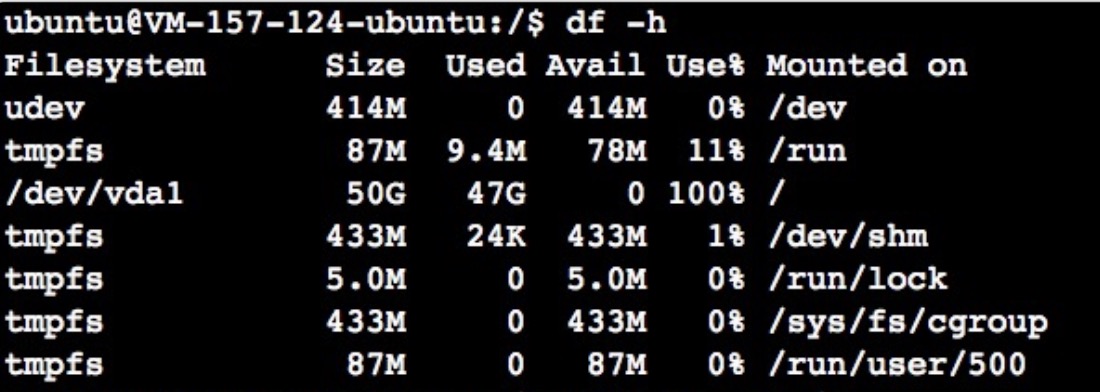 ubuntu@VM-157-124-ubuntu:/$ df -h
Filesystem Size Used Avail Use% Mounted on
udev 414M 0 414M 0% /dev
tmpfs 87M 9.4M 78M 11% /run
/dev/vda1 50G 47G 0 100% /
tmpfs 433M 24K 433M 1% /dev/shm
tmpfs 5.0M 0 5.0M 0% /run/lock
tmpfs 433M 0 433M 0% /sys/fs/cgroup
tmpfs 87M 0 87M 0% /run/user/500